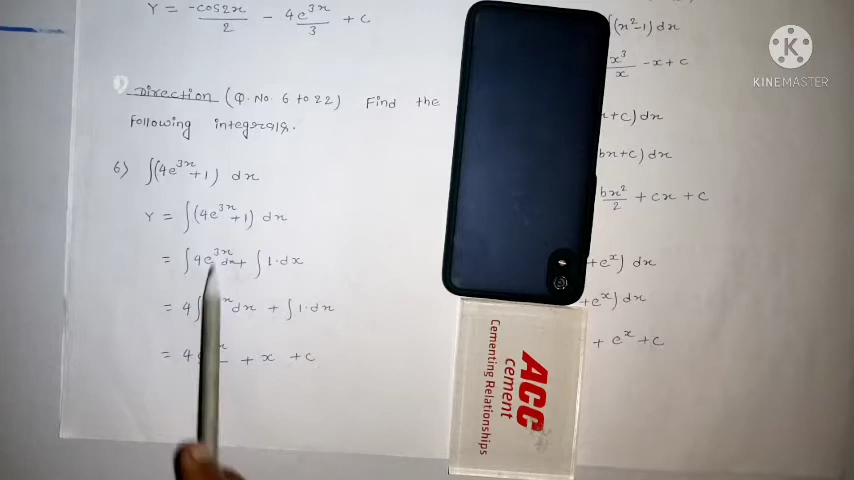 Y = -cos2x/2 - 4e^3x/3 + c
Direction (Q. No. 6 to 22) Find the
following integerals.
6) ∫(4e^3x+1) dx
Y = ∫(4e^3x+1) dx
= ∫4e^3x dx + ∫1·dx
= 4∫ dx + ∫1·dx
= 4 + x + c
(x²-1) dx
x³/x - x + c
+c) dx
bx+c) dx
bx²/2 + cx + c
+e^x) dx
+e^x) dx
+ e^x + c
K
KINEMASTER
ACC
cement
Cementing Relationships